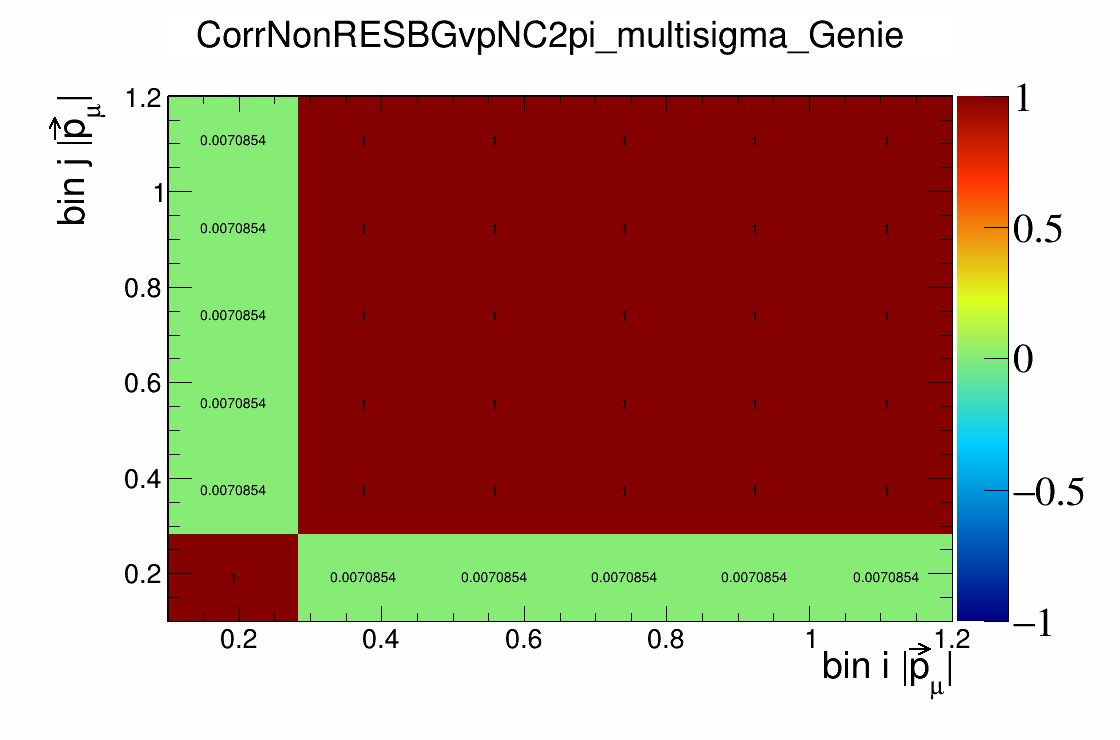 CorrNonRESBGvpNC2pi_multisigma_Genie
bin j |p⃗μ|
1.2
1
0.8
0.6
0.4
0.2
0.0070854 1 1 1 1 1
0.0070854 1 1 1 1 1
0.0070854 1 1 1 1 1
0.0070854 1 1 1 1 1
0.0070854 1 1 1 1 1
1 0.0070854 0.0070854 0.0070854 0.0070854 0.0070854
0.2 0.4 0.6 0.8 1 1.2
bin i |p⃗μ|
1
0.5
0
−0.5
−1